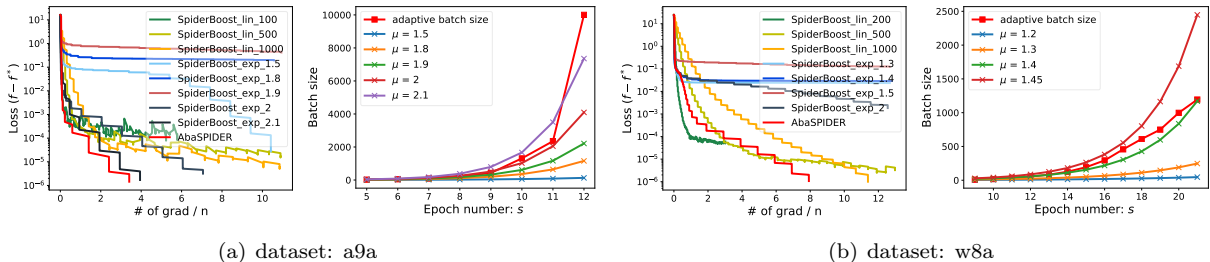 SpiderBoost_lin_100
SpiderBoost_lin_500
SpiderBoost_lin_1000
SpiderBoost_exp_1.5
SpiderBoost_exp_1.8
SpiderBoost_exp_1.9
SpiderBoost_exp_2
SpiderBoost_exp_2.1
AbaSPIDER
Loss (f − f*)
10¹
10⁰
10⁻¹
10⁻²
10⁻³
10⁻⁴
10⁻⁵
10⁻⁶
0 2 4 6 8 10
# of grad / n
adaptive batch size
μ = 1.5
μ = 1.8
μ = 1.9
μ = 2
μ = 2.1
Batch size
10000
8000
6000
4000
2000
0
5 6 7 8 9 10 11 12
Epoch number: s
(a) dataset: a9a
SpiderBoost_lin_200
SpiderBoost_lin_500
SpiderBoost_lin_1000
SpiderBoost_exp_1.3
SpiderBoost_exp_1.4
SpiderBoost_exp_1.5
SpiderBoost_exp_2
AbaSPIDER
Loss (f − f*)
10¹
10⁰
10⁻¹
10⁻²
10⁻³
10⁻⁴
10⁻⁵
10⁻⁶
0 2 4 6 8 10 12
# of grad / n
adaptive batch size
μ = 1.2
μ = 1.3
μ = 1.4
μ = 1.45
Batch size
2500
2000
1500
1000
500
0
10 12 14 16 18 20
Epoch number: s
(b) dataset: w8a